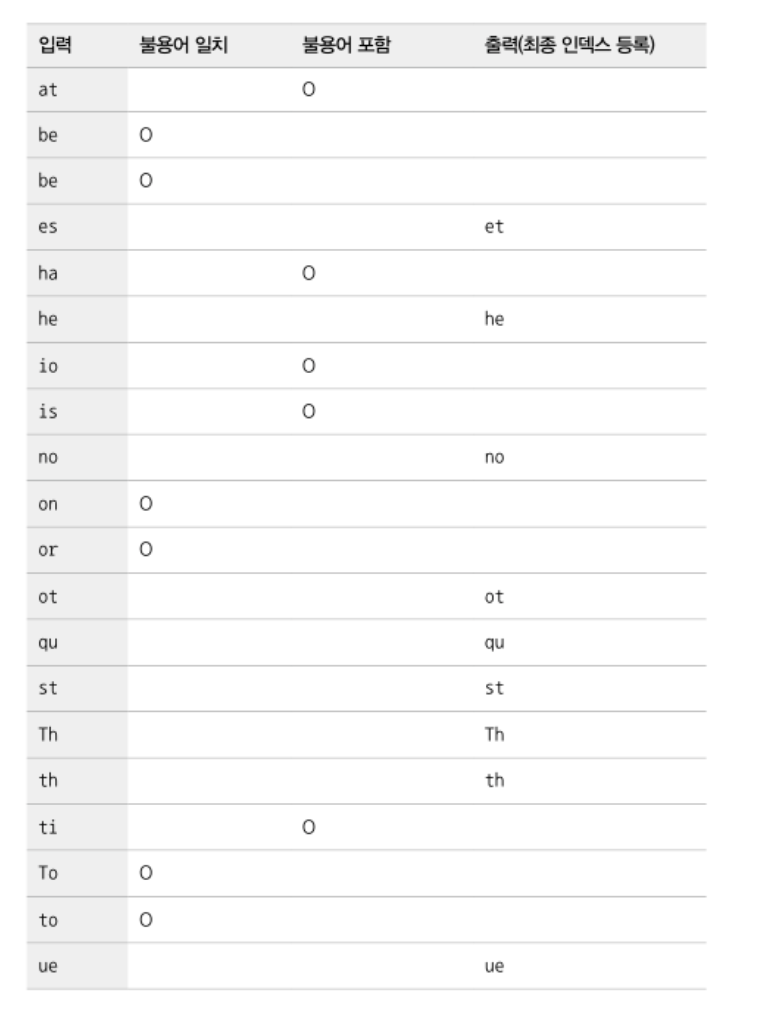 입력 불용어 일치 불용어 포함 출력(최종 인덱스 등록)
at O
be O
be O
es et
ha O
he he
io O
is O
no no
on O
or O
ot ot
qu qu
st st
Th Th
th th
ti O
To O
to O
ue ue